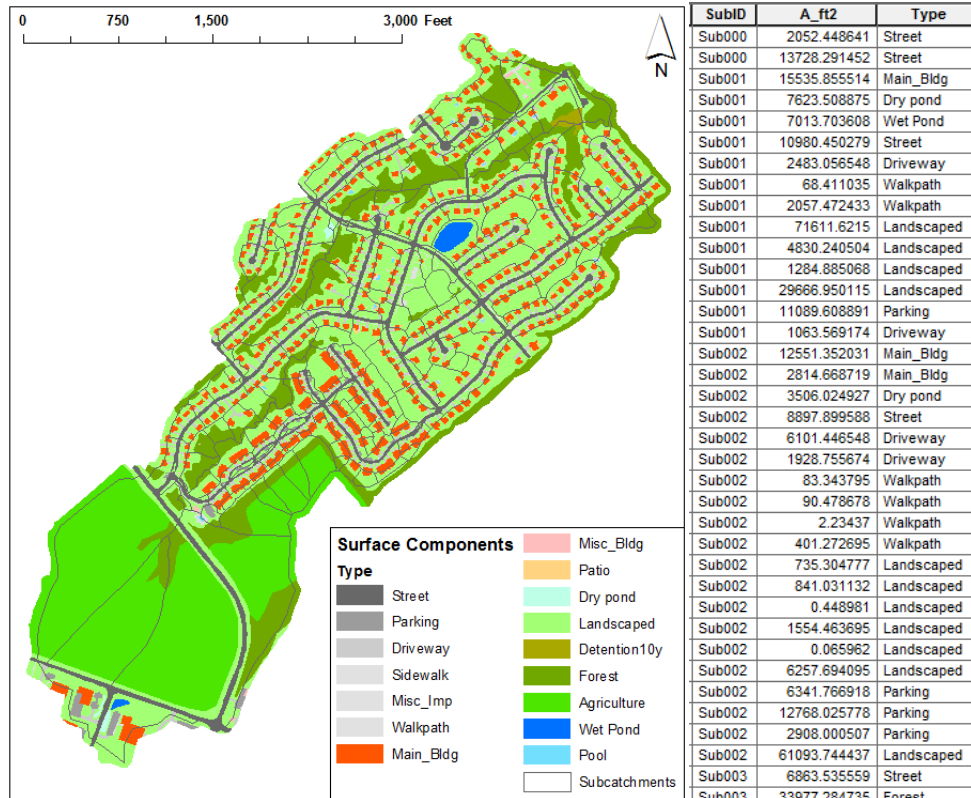 0 750 1,500 3,000 Feet
N
Surface Components
Type
Street
Parking
Driveway
Sidewalk
Misc_Imp
Walkpath
Main_Bldg
Misc_Bldg
Patio
Dry pond
Landscaped
Detention10y
Forest
Agriculture
Wet Pond
Pool
Subcatchments
SubID A_ft2 Type
Sub000 2052.448641 Street
Sub000 13728.291452 Street
Sub001 15535.855514 Main_Bldg
Sub001 7623.508875 Dry pond
Sub001 7013.703608 Wet Pond
Sub001 10980.450279 Street
Sub001 2483.056548 Driveway
Sub001 68.411035 Walkpath
Sub001 2057.472433 Walkpath
Sub001 71611.6215 Landscaped
Sub001 4830.240504 Landscaped
Sub001 1284.885068 Landscaped
Sub001 29666.950115 Landscaped
Sub001 11089.608891 Parking
Sub001 1063.569174 Driveway
Sub002 12551.352031 Main_Bldg
Sub002 2814.668719 Main_Bldg
Sub002 3506.024927 Dry pond
Sub002 8897.899588 Street
Sub002 6101.446548 Driveway
Sub002 1928.755674 Driveway
Sub002 83.343795 Walkpath
Sub002 90.478678 Walkpath
Sub002 2.23437 Walkpath
Sub002 401.272695 Walkpath
Sub002 735.304777 Landscaped
Sub002 841.031132 Landscaped
Sub002 0.448981 Landscaped
Sub002 1554.463695 Landscaped
Sub002 0.065962 Landscaped
Sub002 6257.694095 Landscaped
Sub002 6341.766918 Parking
Sub002 12768.025778 Parking
Sub002 2908.000507 Parking
Sub002 61093.744437 Landscaped
Sub003 6863.535559 Street
Sub003 33977.284735 Forest